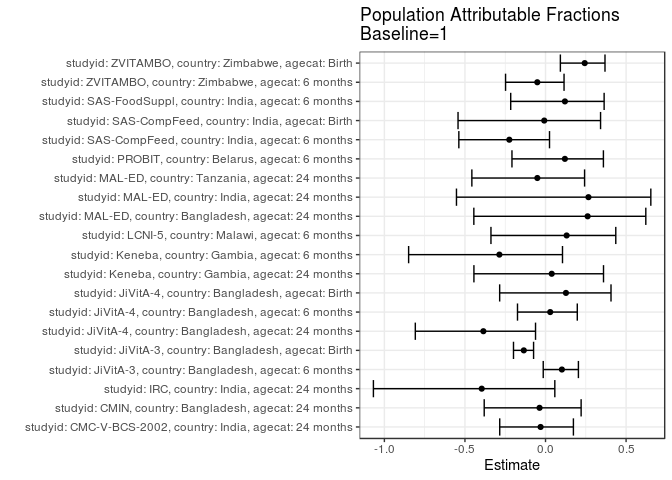 Population Attributable Fractions
Baseline=1
studyid: ZVITAMBO, country: Zimbabwe, agecat: Birth
studyid: ZVITAMBO, country: Zimbabwe, agecat: 6 months
studyid: SAS-FoodSuppl, country: India, agecat: 6 months
studyid: SAS-CompFeed, country: India, agecat: Birth
studyid: SAS-CompFeed, country: India, agecat: 6 months
studyid: PROBIT, country: Belarus, agecat: 6 months
studyid: MAL-ED, country: Tanzania, agecat: 24 months
studyid: MAL-ED, country: India, agecat: 24 months
studyid: MAL-ED, country: Bangladesh, agecat: 24 months
studyid: LCNI-5, country: Malawi, agecat: 6 months
studyid: Keneba, country: Gambia, agecat: 6 months
studyid: Keneba, country: Gambia, agecat: 24 months
studyid: JiVitA-4, country: Bangladesh, agecat: Birth
studyid: JiVitA-4, country: Bangladesh, agecat: 6 months
studyid: JiVitA-4, country: Bangladesh, agecat: 24 months
studyid: JiVitA-3, country: Bangladesh, agecat: Birth
studyid: JiVitA-3, country: Bangladesh, agecat: 6 months
studyid: IRC, country: India, agecat: 24 months
studyid: CMIN, country: Bangladesh, agecat: 24 months
studyid: CMC-V-BCS-2002, country: India, agecat: 24 months
-1.0 -0.5 0.0 0.5
Estimate